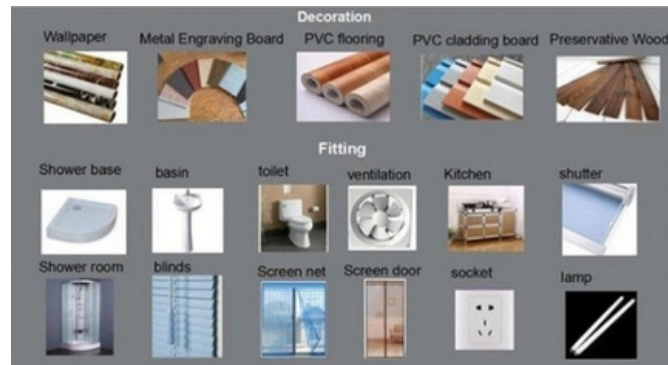 Decoration
Wallpaper
Metal Engraving Board
PVC flooring
PVC cladding board
Preservative Wood
Fitting
Shower base
basin
toilet
ventilation
Kitchen
shutter
Shower room
blinds
Screen net
Screen door
socket
lamp